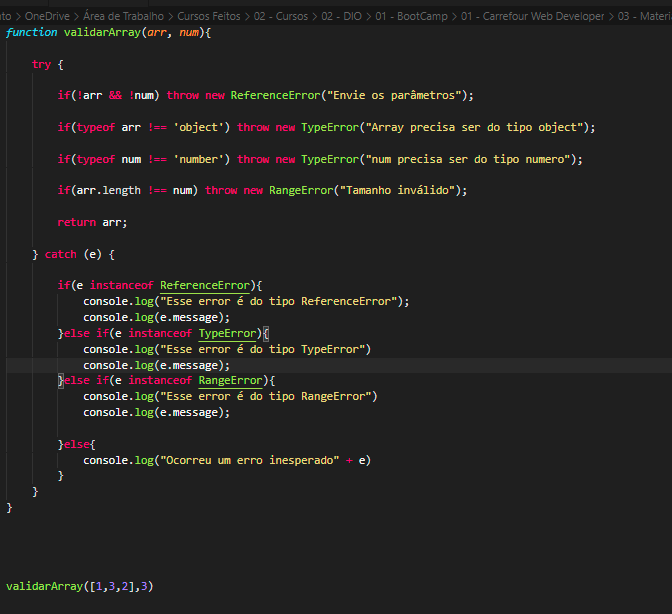 nto > OneDrive > Área de Trabalho > Cursos Feitos > 02 - Cursos > 02 - DIO > 01 - BootCamp > 01 - Carrefour Web Developer > 03 - Materi
function validarArray(arr, num){
try {
if(!arr && !num) throw new ReferenceError("Envie os parâmetros");
if(typeof arr !== 'object') throw new TypeError("Array precisa ser do tipo object");
if(typeof num !== 'number') throw new TypeError("num precisa ser do tipo numero");
if(arr.length !== num) throw new RangeError("Tamanho inválido");
return arr;
} catch (e) {
if(e instanceof ReferenceError){
console.log("Esse error é do tipo ReferenceError");
console.log(e.message);
}else if(e instanceof TypeError){
console.log("Esse error é do tipo TypeError")
console.log(e.message);
}else if(e instanceof RangeError){
console.log("Esse error é do tipo RangeError")
console.log(e.message);
}else{
console.log("Ocorreu um erro inesperado" + e)
}
}
}
validarArray([1,3,2],3)